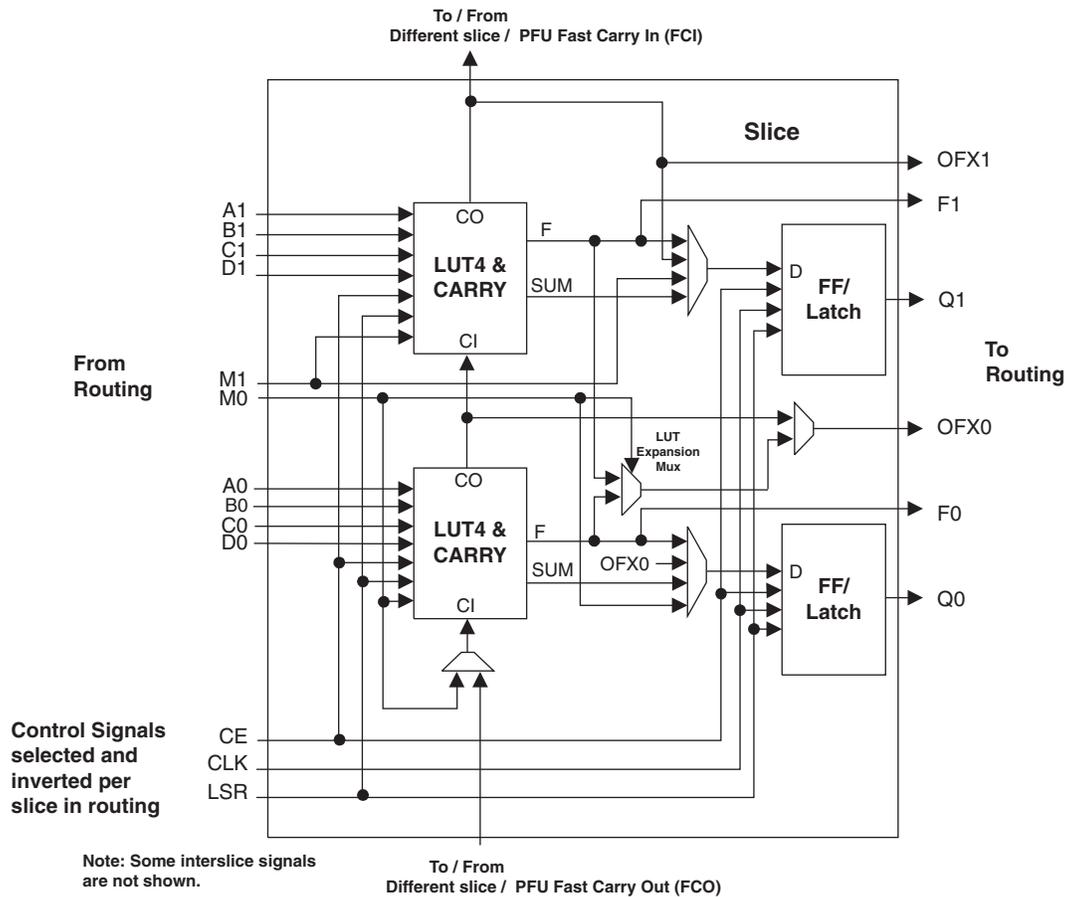 To / From
Different slice / PFU Fast Carry In (FCI)
Slice
OFX1
F1
A1
B1
C1
D1
CO
LUT4 &
CARRY
CI
F
SUM
D
FF/
Latch
Q1
From
Routing
To
Routing
M1
M0
OFX0
LUT
Expansion
Mux
A0
B0
C0
D0
CO
LUT4 &
CARRY
CI
F
OFX0
SUM
F0
D
FF/
Latch
Q0
Control Signals
selected and
inverted per
slice in routing
CE
CLK
LSR
Note: Some interslice signals
are not shown.
To / From
Different slice / PFU Fast Carry Out (FCO)